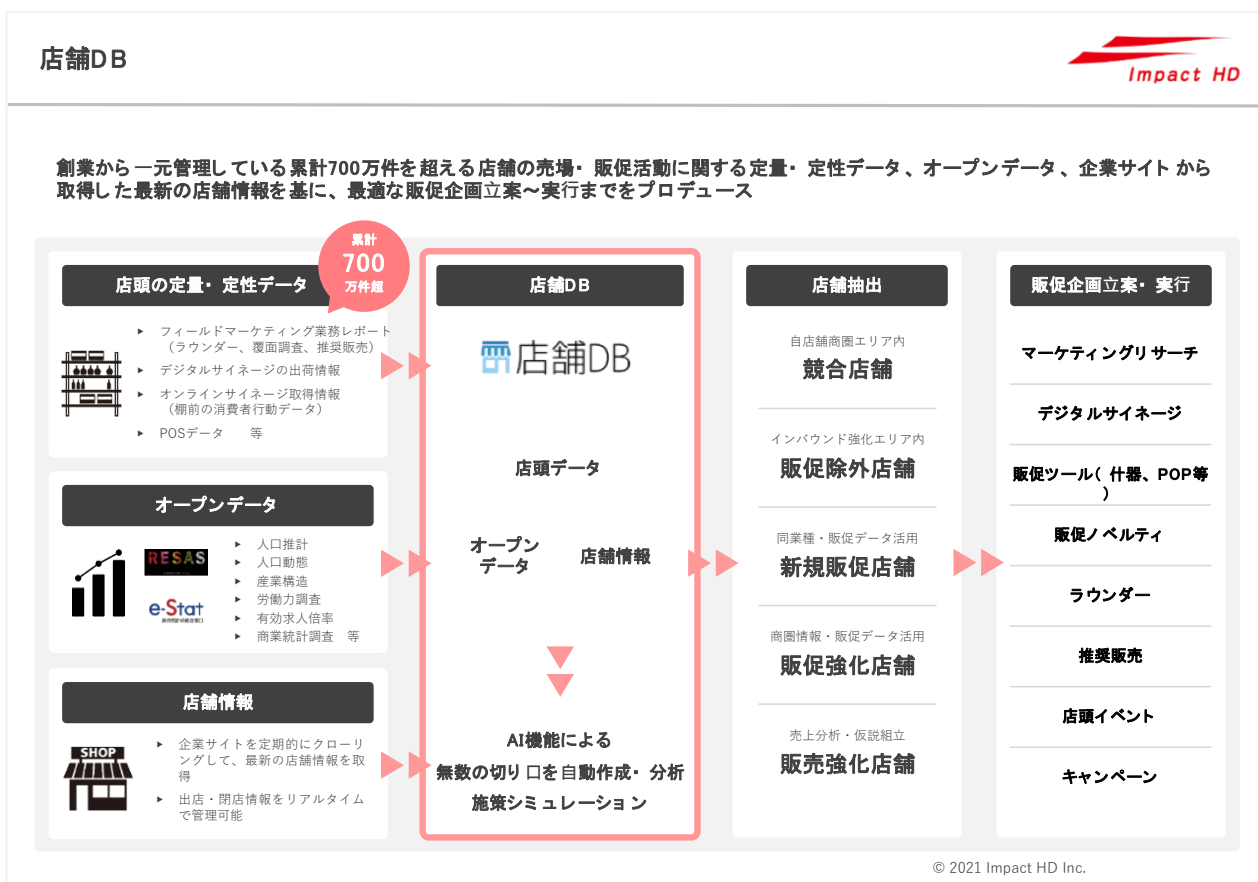 店舗DB
Impact HD
創業から一元管理している累計700万件を超える店舗の売場・販促活動に関する定量・定性データ、オープンデータ、企業サイトから
取得した最新の店舗情報を基に、最適な販促企画立案～実行までをプロデュース
累計
700
万件超
店頭の定量・定性データ
▶ フィールドマーケティング業務レポート
（ラウンダー、覆面調査、推奨販売）
▶ デジタルサイネージの出荷情報
▶ オンラインサイネージ取得情報
（棚前の消費者行動データ）
▶ POSデータ　等
オープンデータ
RESAS
e-Stat
▶ 人口推計
▶ 人口動態
▶ 産業構造
▶ 労働力調査
▶ 有効求人倍率
▶ 商業統計調査　等
店舗情報
SHOP
▶ 企業サイトを定期的にクローリ
ングして、最新の店舗情報を取
得
▶ 出店・閉店情報をリアルタイム
で管理可能
店舗DB
店舗DB
店頭データ
オープン
データ
店舗情報
AI機能による
無数の切り口を自動作成・分析
施策シミュレーション
店舗抽出
自店舗商圏エリア内
競合店舗
インバウンド強化エリア内
販促除外店舗
同業種・販促データ活用
新規販促店舗
商圏情報・販促データ活用
販促強化店舗
売上分析・仮説組立
販売強化店舗
販促企画立案・実行
マーケティングリサーチ
デジタルサイネージ
販促ツール(什器、POP等
)
販促ノベルティ
ラウンダー
推奨販売
店頭イベント
キャンペーン
© 2021 Impact HD Inc.